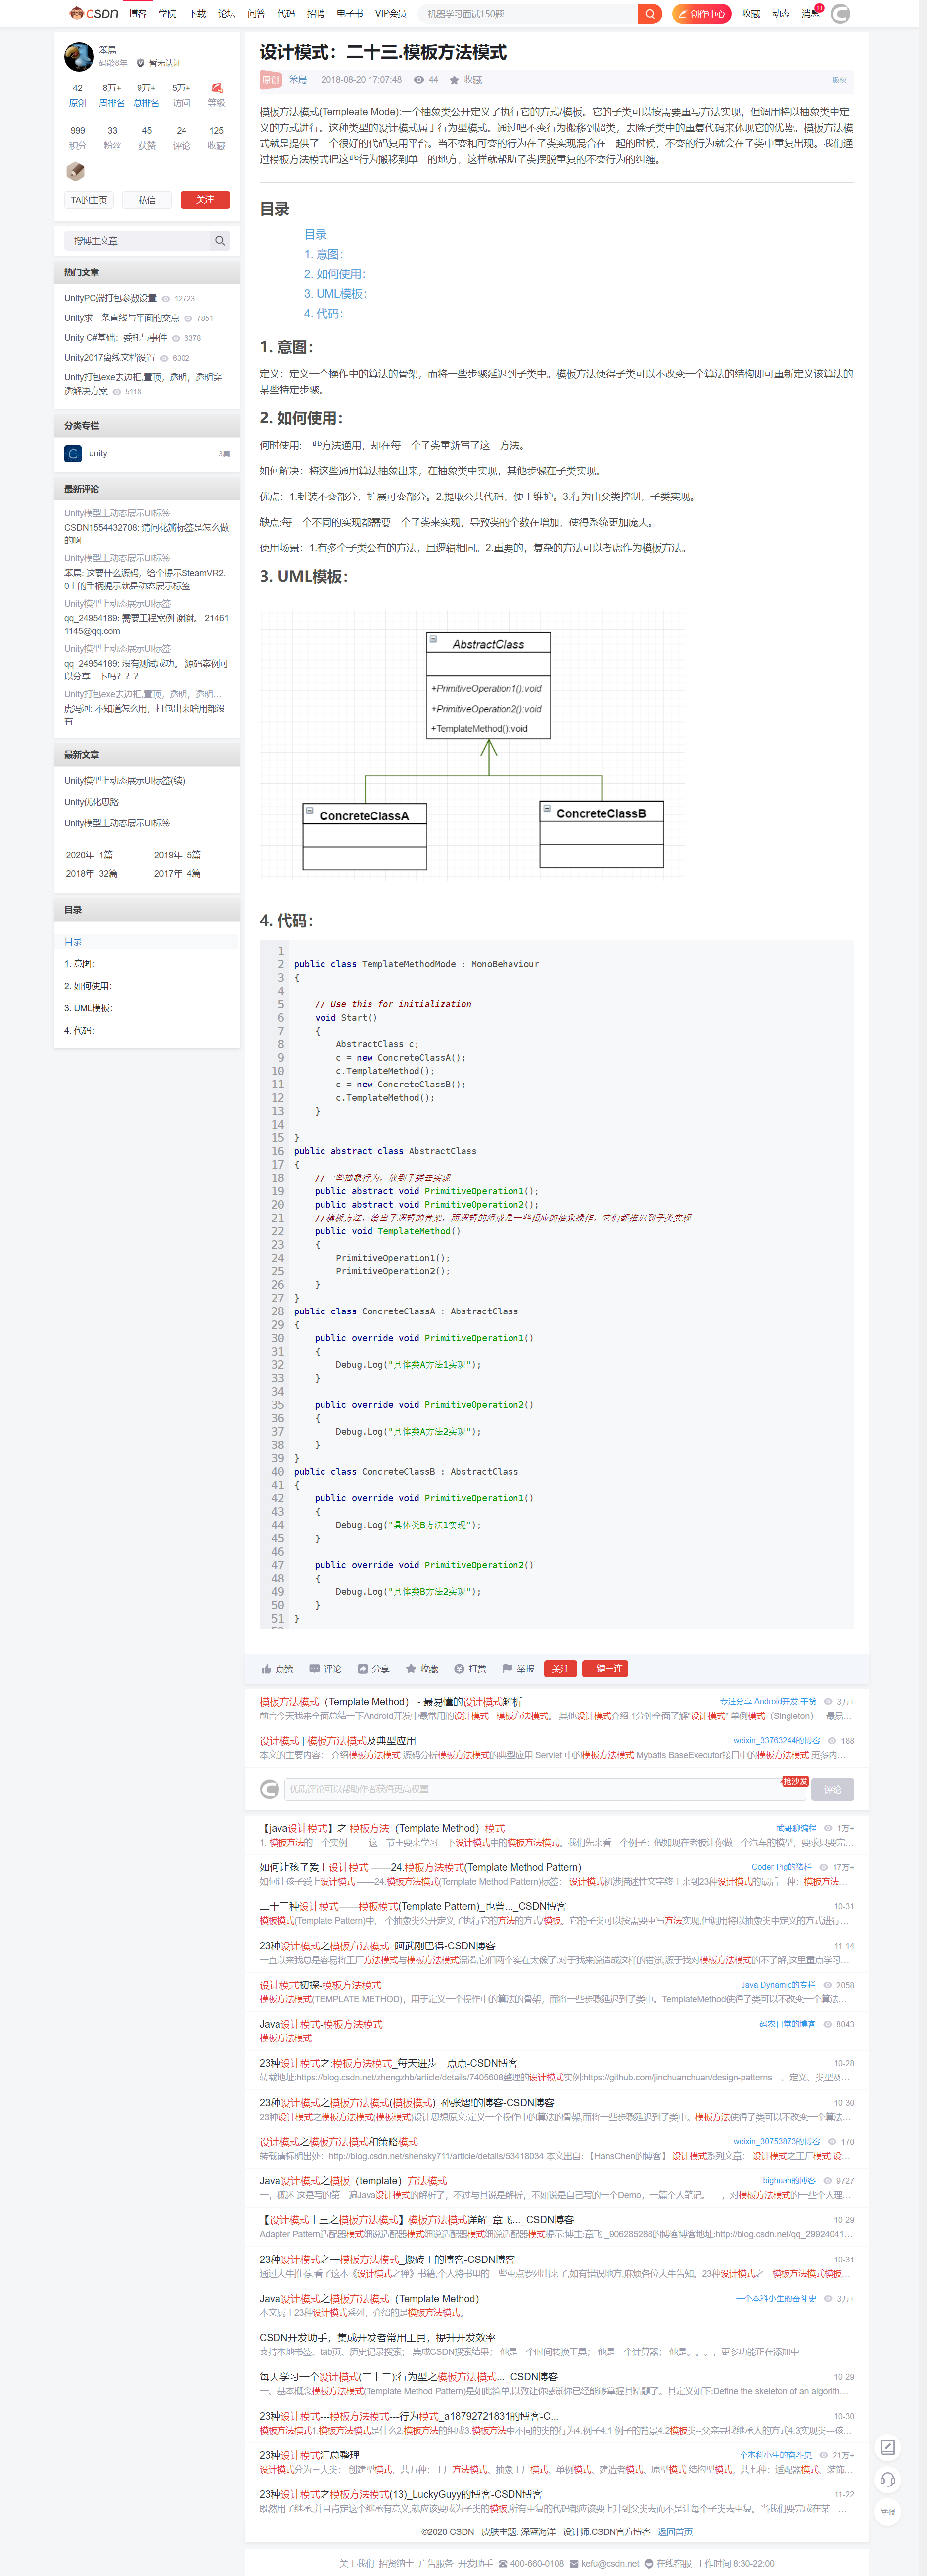 CSDN 博客 学院 下载 论坛 问答 代码 招聘 电子书 VIP会员 机器学习面试150题 创作中心 收藏 动态 消息 11
笨鳥
码龄8年 暂无认证
42 8万+ 9万+ 5万+
原创 周排名 总排名 访问 等级
999 33 45 24 125
积分 粉丝 获赞 评论 收藏
TA的主页 私信 关注
搜博主文章
热门文章
UnityPC端打包参数设置 12723
Unity求一条直线与平面的交点 7851
Unity C#基础：委托与事件 6378
Unity2017离线文档设置 6302
Unity打包exe去边框,置顶，透明，透明穿
透解决方案 5118
分类专栏
unity 3篇
最新评论
Unity模型上动态展示UI标签
CSDN1554432708: 请问花瓣标签是怎么做
的啊
Unity模型上动态展示UI标签
笨鳥: 这要什么源码，给个提示SteamVR2.
0上的手柄提示就是动态展示标签
Unity模型上动态展示UI标签
qq_24954189: 需要工程案例 谢谢。 21461
1145@qq.com
Unity模型上动态展示UI标签
qq_24954189: 没有测试成功。 源码案例可
以分享一下吗？？？
Unity打包exe去边框,置顶，透明，透明…
虎冯河: 不知道怎么用，打包出来啥用都没
有
最新文章
Unity模型上动态展示UI标签(续)
Unity优化思路
Unity模型上动态展示UI标签
2020年 1篇 2019年 5篇
2018年 32篇 2017年 4篇
目录
目录
1. 意图：
2. 如何使用：
3. UML模板：
4. 代码：
设计模式：二十三.模板方法模式
原创 笨鳥 2018-08-20 17:07:48 44 收藏 版权
模板方法模式(Templeate Mode):一个抽象类公开定义了执行它的方式/模板。它的子类可以按需要重写方法实现，但调用将以抽象类中定
义的方式进行。这种类型的设计模式属于行为型模式。通过吧不变行为搬移到超类，去除子类中的重复代码来体现它的优势。模板方法模
式就是提供了一个很好的代码复用平台。当不变和可变的行为在子类实现混合在一起的时候，不变的行为就会在子类中重复出现。我们通
过模板方法模式把这些行为搬移到单一的地方，这样就帮助子类摆脱重复的不变行为的纠缠。
目录
目录
1. 意图：
2. 如何使用：
3. UML模板：
4. 代码：
1. 意图：
定义：定义一个操作中的算法的骨架，而将一些步骤延迟到子类中。模板方法使得子类可以不改变一个算法的结构即可重新定义该算法的
某些特定步骤。
2. 如何使用：
何时使用:一些方法通用，却在每一个子类重新写了这一方法。
如何解决：将这些通用算法抽象出来，在抽象类中实现，其他步骤在子类实现。
优点：1.封装不变部分，扩展可变部分。2.提取公共代码，便于维护。3.行为由父类控制，子类实现。
缺点:每一个不同的实现都需要一个子类来实现，导致类的个数在增加，使得系统更加庞大。
使用场景：1.有多个子类公有的方法，且逻辑相同。2.重要的，复杂的方法可以考虑作为模板方法。
3. UML模板：
AbstractClass
+PrimitiveOperation1():void
+PrimitiveOperation2():void
+TemplateMethod():void
ConcreteClassA ConcreteClassB
4. 代码：
1
2 public class TemplateMethodMode : MonoBehaviour
3 {
4
5 // Use this for initialization
6 void Start()
7 {
8 AbstractClass c;
9 c = new ConcreteClassA();
10 c.TemplateMethod();
11 c = new ConcreteClassB();
12 c.TemplateMethod();
13 }
14
15 }
16 public abstract class AbstractClass
17 {
18 //一些抽象行为，放到子类去实现
19 public abstract void PrimitiveOperation1();
20 public abstract void PrimitiveOperation2();
21 //模板方法，给出了逻辑的骨架，而逻辑的组成是一些相应的抽象操作，它们都推迟到子类实现
22 public void TemplateMethod()
23 {
24 PrimitiveOperation1();
25 PrimitiveOperation2();
26 }
27 }
28 public class ConcreteClassA : AbstractClass
29 {
30 public override void PrimitiveOperation1()
31 {
32 Debug.Log("具体类A方法1实现");
33 }
34
35 public override void PrimitiveOperation2()
36 {
37 Debug.Log("具体类A方法2实现");
38 }
39 }
40 public class ConcreteClassB : AbstractClass
41 {
42 public override void PrimitiveOperation1()
43 {
44 Debug.Log("具体类B方法1实现");
45 }
46
47 public override void PrimitiveOperation2()
48 {
49 Debug.Log("具体类B方法2实现");
50 }
51 }
点赞 评论 分享 收藏 打赏 举报 关注 一键三连
模板方法模式（Template Method） - 最易懂的设计模式解析 专注分享 Android开发 干货 3万+
前言今天我来全面总结一下Android开发中最常用的设计模式 - 模板方法模式。 其他设计模式介绍 1分钟全面了解“设计模式” 单例模式（Singleton） - 最易…
设计模式 | 模板方法模式及典型应用 weixin_33763244的博客 188
本文的主要内容： 介绍模板方法模式 源码分析模板方法模式的典型应用 Servlet 中的模板方法模式 Mybatis BaseExecutor接口中的模板方法模式 更多内…
优质评论可以帮助作者获得更高权重 抢沙发 评论
【java设计模式】之 模板方法（Template Method）模式 武哥聊编程 1万+
1. 模板方法的一个实例 这一节主要来学习一下设计模式中的模板方法模式。我们先来看一个例子：假如现在老板让你做一个汽车的模型，要求只要完…
如何让孩子爱上设计模式 ——24.模板方法模式(Template Method Pattern) Coder-Pig的猪栏 17万+
如何让孩子爱上设计模式 ——24.模板方法模式(Template Method Pattern)标签： 设计模式初涉描述性文字终于来到23种设计模式的最后一种：模板方法…
二十三种设计模式——模板模式(Template Pattern)_也曾..._CSDN博客 10-31
模板模式(Template Pattern)中,一个抽象类公开定义了执行它的方法的方式/模板。它的子类可以按需要重写方法实现,但调用将以抽象类中定义的方式进行…
23种设计模式之模板方法模式_阿武刚巴得-CSDN博客 11-14
一直以来我总是容易将工厂方法模式与模板方法模式混淆,它们两个实在太像了.对于我来说造成这样的错觉,源于我对模板方法模式的不了解,这里重点学习…
设计模式初探-模板方法模式 Java Dynamic的专栏 2058
模板方法模式(TEMPLATE METHOD)，用于定义一个操作中的算法的骨架，而将一些步骤延迟到子类中。TemplateMethod使得子类可以不改变一个算法…
Java设计模式-模板方法模式 码农日常的博客 8043
模板方法模式
23种设计模式之:模板方法模式_每天进步一点点-CSDN博客 10-28
转载地址:https://blog.csdn.net/zhengzhb/article/details/7405608整理的设计模式实例:https://github.com/jinchuanchuan/design-patterns一、定义、类型及…
23种设计模式之模板方法模式(模板模式)_孙张熠!的博客-CSDN博客 10-30
23种设计模式之模板方法模式(模板模式)设计思想原文:定义一个操作中的算法的骨架,而将一些步骤延迟到子类中。模板方法使得子类可以不改变一个算法…
设计模式之模板方法模式和策略模式 weixin_30753873的博客 170
转载请标明出处：http://blog.csdn.net/shensky711/article/details/53418034 本文出自: 【HansChen的博客】 设计模式系列文章： 设计模式之工厂模式 设…
Java设计模式之模板（template）方法模式 bighuan的博客 9727
一，概述 这是写的第二遍Java设计模式的解析了，不过与其说是解析，不如说是自己写的一个Demo，一篇个人笔记。 二，对模板方法模式的一些个人理…
【设计模式十三之模板方法模式】模板方法模式详解_章飞..._CSDN博客 10-29
Adapter Pattern适配器模式细说适配器模式细说适配器模式细说适配器模式提示:博主:章飞_906285288的博客博客地址:http://blog.csdn.net/qq_29924041…
23种设计模式之一模板方法模式_搬砖工的博客-CSDN博客 10-31
通过大牛推荐,看了这本《设计模式之禅》书籍,个人将书里的一些重点罗列出来了,如有错误地方,麻烦各位大牛告知。23种设计模式之一模板方法模式模板…
Java设计模式之模板方法模式（Template Method） 一个本科小生的奋斗史 3万+
本文属于23种设计模式系列，介绍的是模板方法模式。
CSDN开发助手，集成开发者常用工具，提升开发效率
支持本地书签、tab页、历史记录搜索； 集成CSDN搜索结果； 他是一个时间转换工具； 他是一个计算器； 他是。。。，更多功能正在添加中
每天学习一个设计模式(二十二):行为型之模板方法模式..._CSDN博客 10-29
一、基本概念模板方法模式(Template Method Pattern)是如此简单,以致让你感觉你已经能够掌握其精髓了。其定义如下:Define the skeleton of an algorith…
23种设计模式---模板方法模式---行为模式_a18792721831的博客-C... 10-30
模板方法模式1.模板方法模式是什么2.模板方法的组成3.模板方法中不同的类的行为4.例子4.1 例子的背景4.2模板类—父亲寻找继承人的方式4.3实现类—孩…
23种设计模式汇总整理 一个本科小生的奋斗史 21万+
设计模式分为三大类： 创建型模式，共五种：工厂方法模式、抽象工厂模式、单例模式、建造者模式、原型模式 结构型模式，共七种：适配器模式、装饰…
23种设计模式之模板方法模式(13)_LuckyGuyy的博客-CSDN博客 11-22
既然用了继承,并且肯定这个继承有意义,就应该要成为子类的模板,所有重复的代码都应该要上升到父类去而不是让每个子类去重复。当我们要完成在某一…
©2020 CSDN 皮肤主题: 深蓝海洋 设计师:CSDN官方博客 返回首页
举报
关于我们 招贤纳士 广告服务 开发助手 400-660-0108 kefu@csdn.net 在线客服 工作时间 8:30-22:00